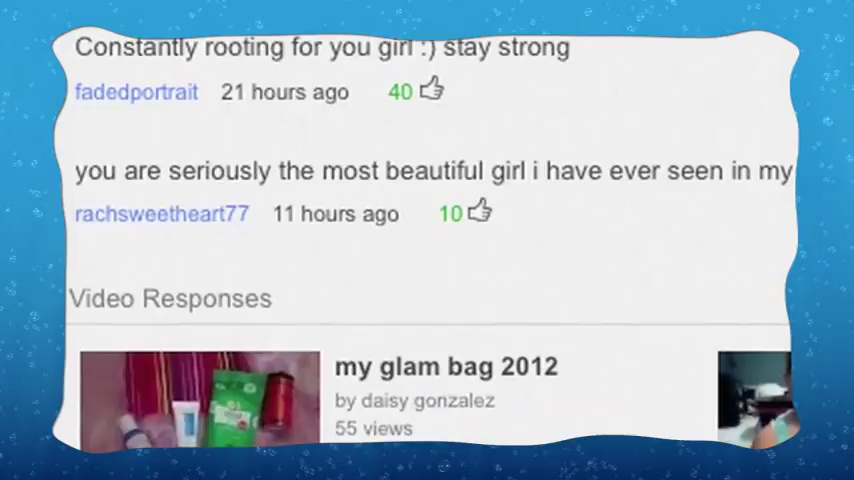 Constantly rooting for you girl :) stay strong
fadedportrait 21 hours ago 40
you are seriously the most beautiful girl i have ever seen in my
rachsweetheart77 11 hours ago 10
Video Responses
my glam bag 2012
by daisy gonzalez
55 views